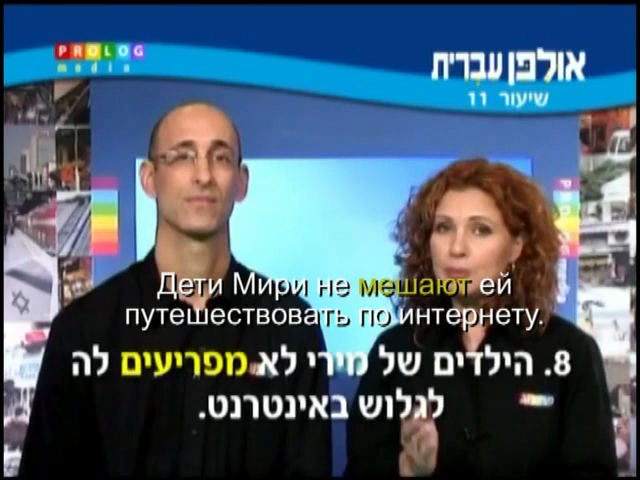 PROLOG
media
אולפן עברית
שיעור 11
Дети Мири не мешают ей
путешествовать по интернету.
8. הילדים של מירי לא מפריעים לה
לגלוש באינטרנט.